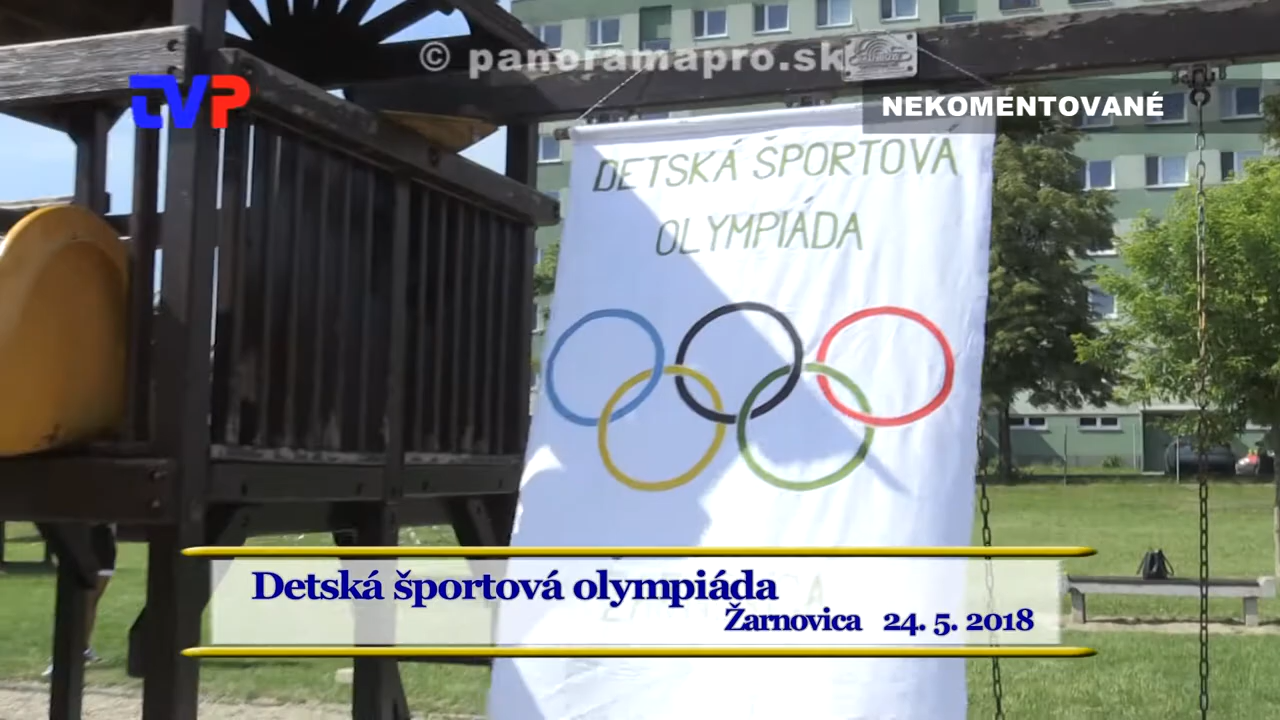 © panoramapro.sk
TVP
NEKOMENTOVANÉ
DETSKÁ ŠPORTOVA
OLYMPIÁDA
Detská športová olympiáda
Žarnovica 24. 5. 2018